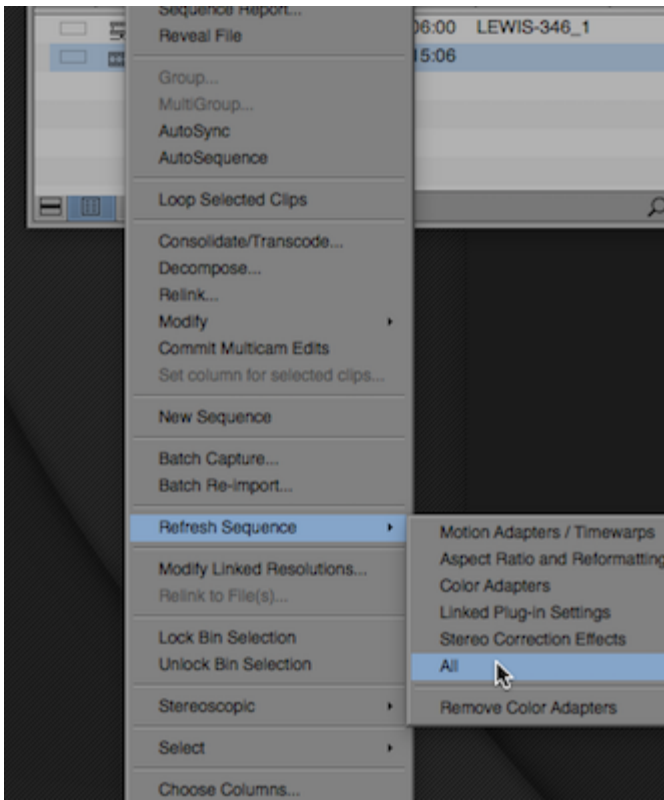 Sequence Report...
06:00 LEWIS-346_1
Reveal File
15:06
Group...
MultiGroup...
AutoSync
AutoSequence
Loop Selected Clips
Consolidate/Transcode...
Decompose...
Relink...
Modify
Commit Multicam Edits
Set column for selected clips...
New Sequence
Batch Capture...
Batch Re-import...
Refresh Sequence
Motion Adapters / Timewarps
Aspect Ratio and Reformatting
Color Adapters
Linked Plug-in Settings
Stereo Correction Effects
All
Remove Color Adapters
Modify Linked Resolutions...
Relink to File(s)...
Lock Bin Selection
Unlock Bin Selection
Stereoscopic
Select
Choose Columns...